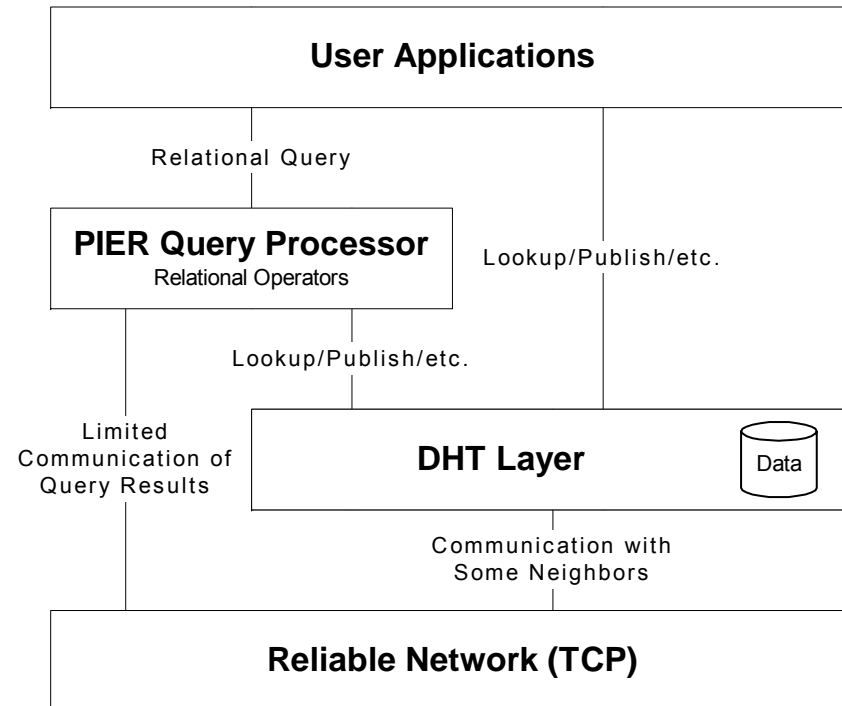 User Applications
Relational Query
PIER Query Processor
Relational Operators
Lookup/Publish/etc.
Lookup/Publish/etc.
Limited
Communication of
Query Results
DHT Layer
Data
Communication with
Some Neighbors
Reliable Network (TCP)